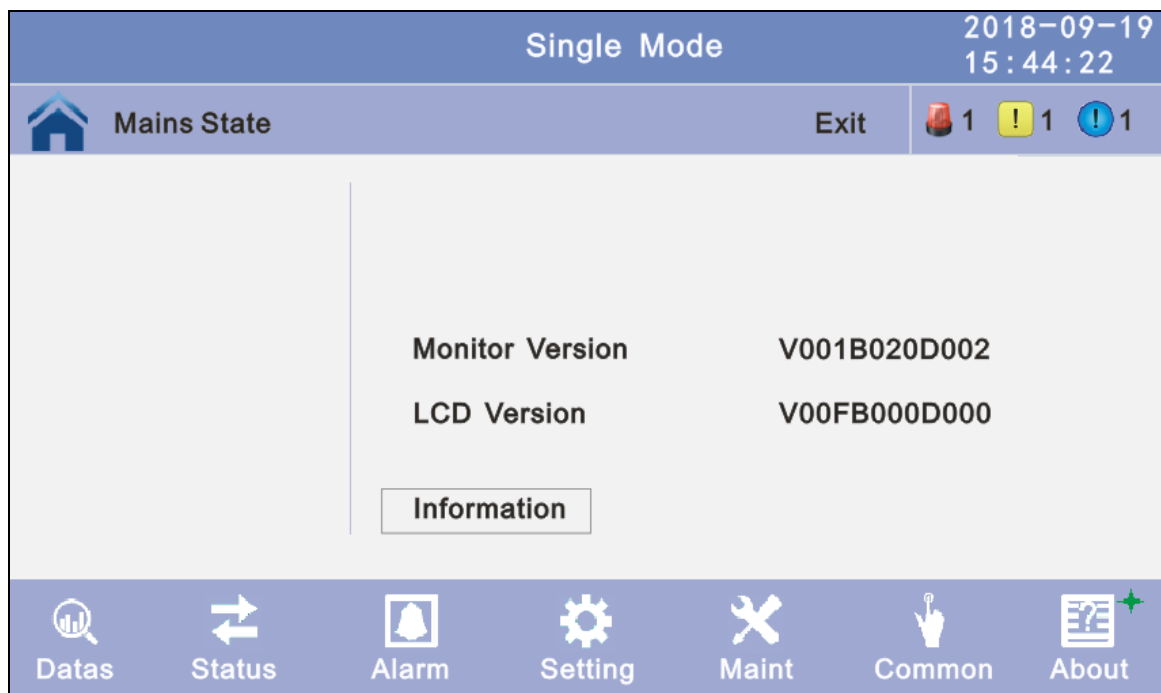 Single Mode
2018-09-19
15:44:22
Mains State
Exit
1
! 1
! 1
Monitor Version V001B020D002
LCD Version V00FB000D000
Information
Datas
Status
Alarm
Setting
Maint
Common
?
About